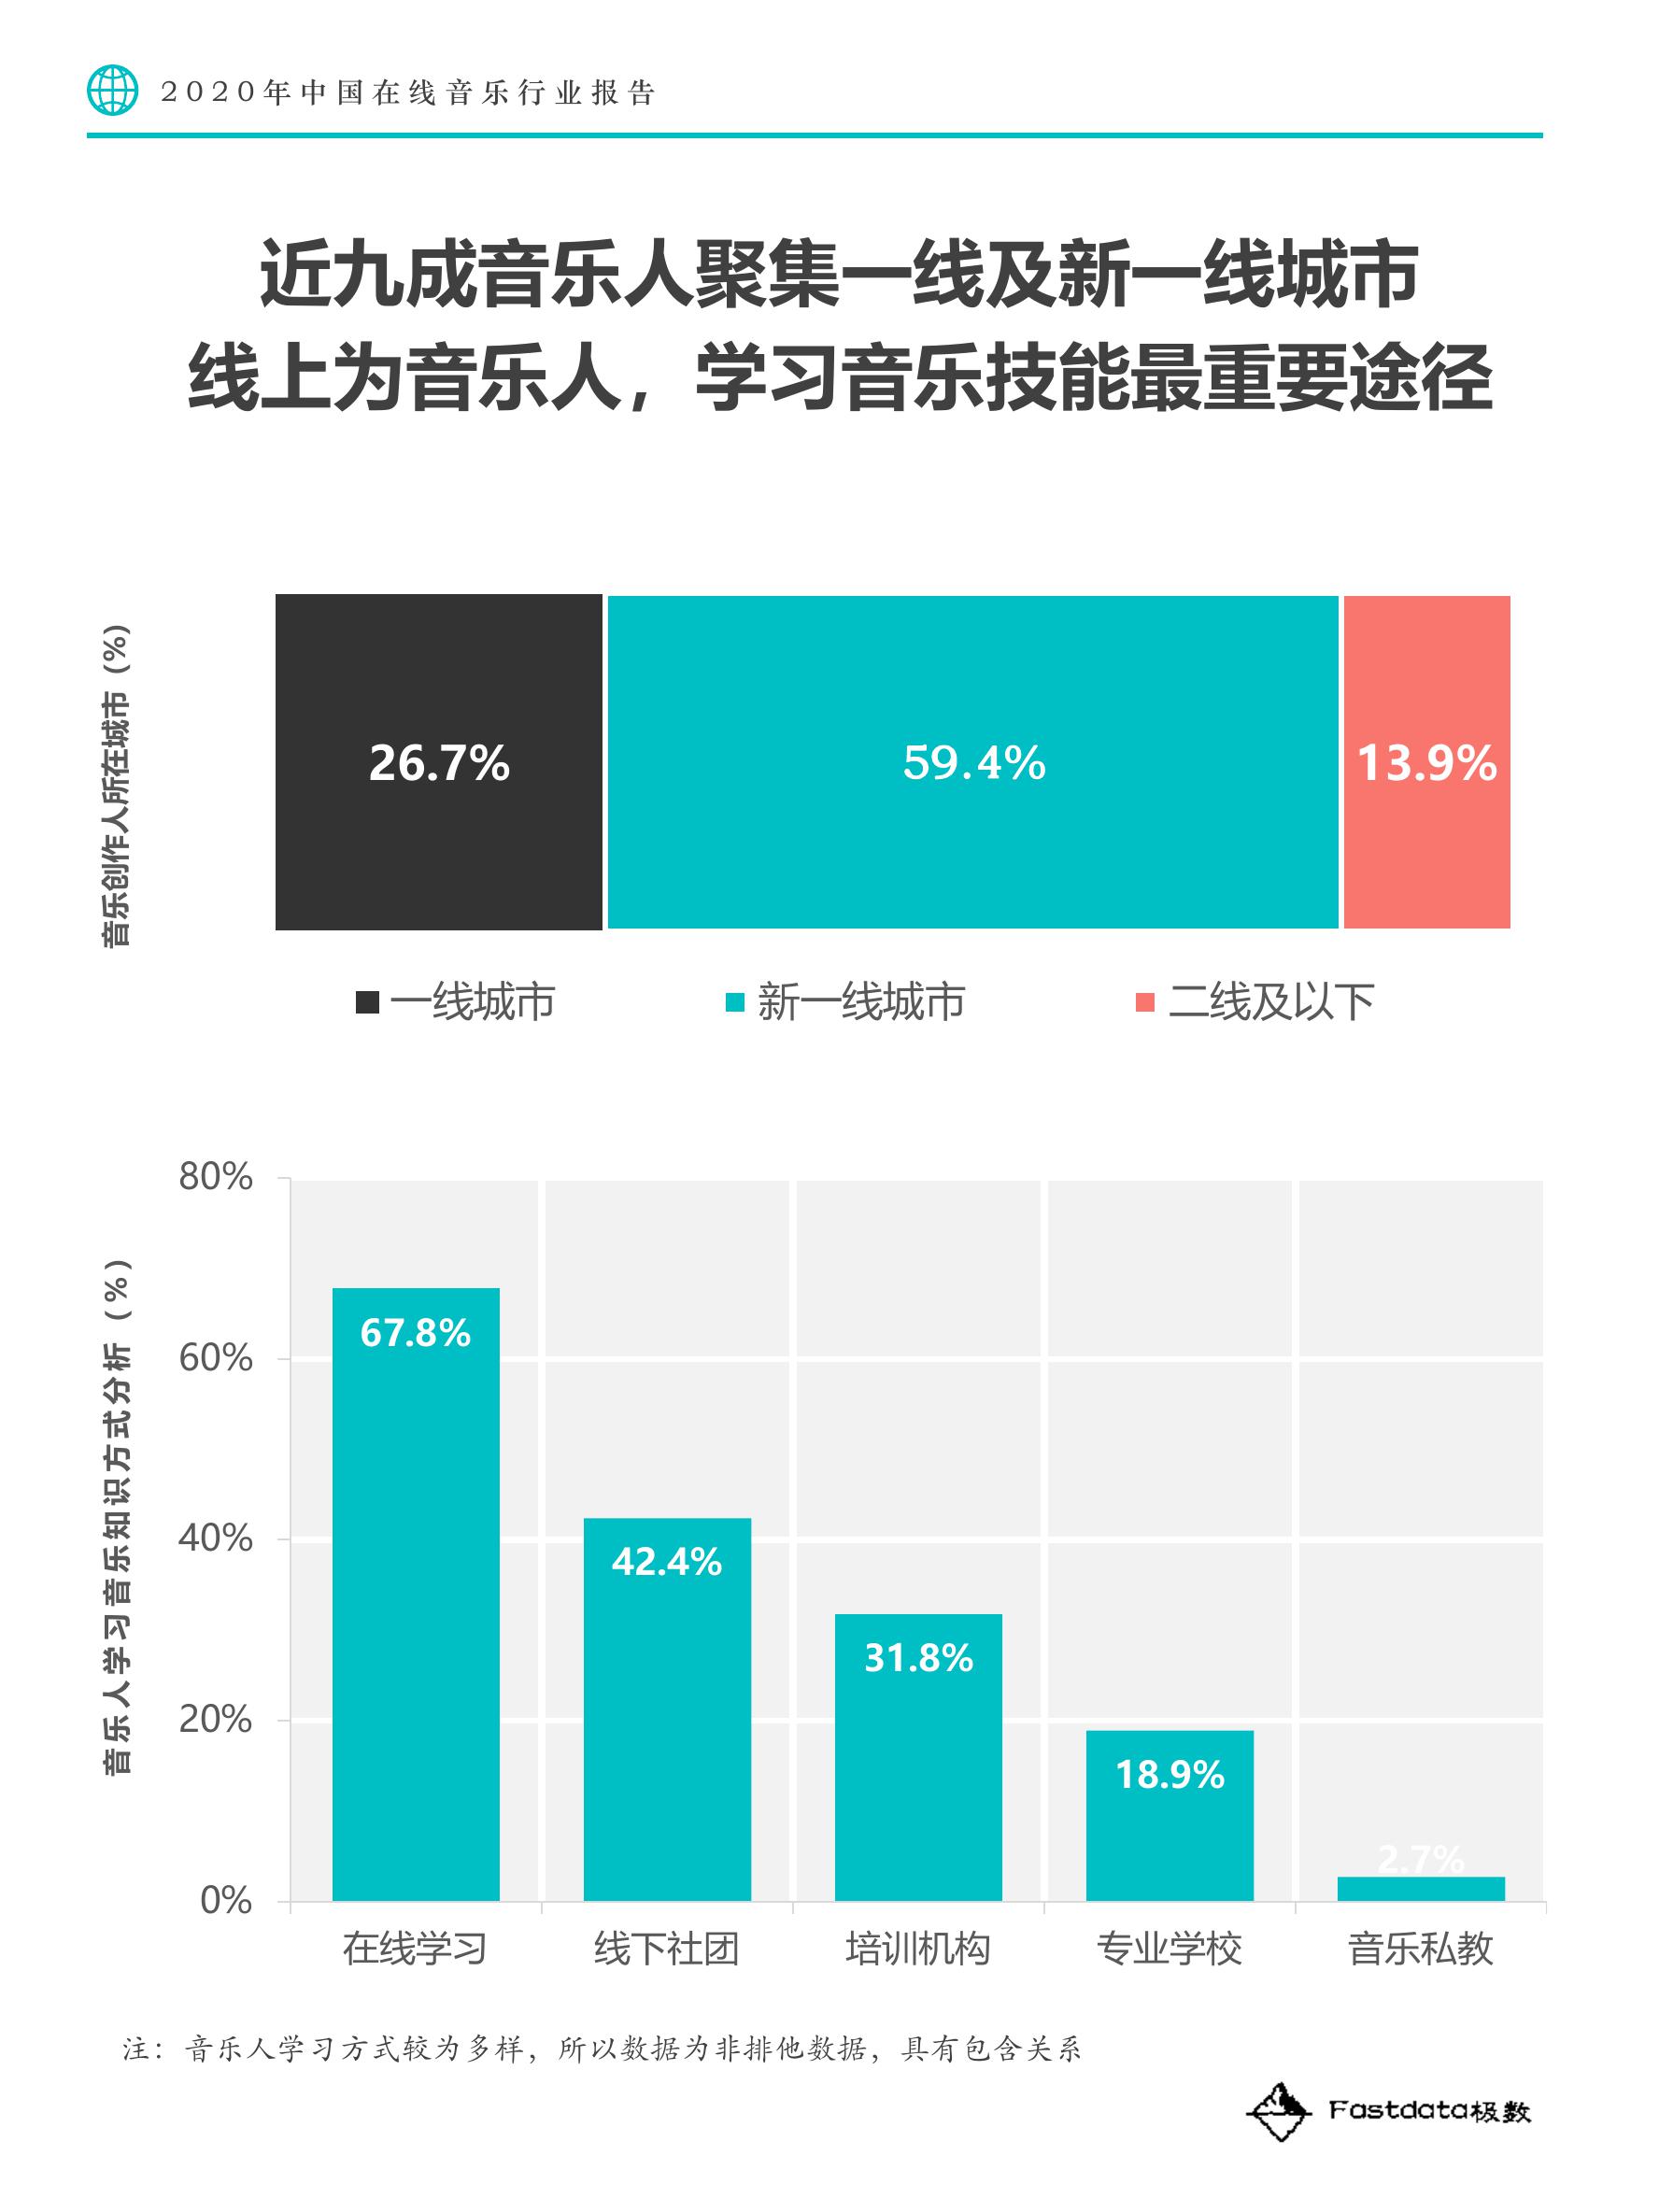 2020年中国在线音乐行业报告
近九成音乐人聚集一线及新一线城市
线上为音乐人，学习音乐技能最重要途径
音乐创作人所在城市（%）
26.7%
59.4%
13.9%
一线城市
新一线城市
二线及以下
音乐人学习音乐知识方式分析（%）
80%
60%
40%
20%
0%
67.8%
42.4%
31.8%
18.9%
2.7%
在线学习
线下社团
培训机构
专业学校
音乐私教
注：音乐人学习方式较为多样，所以数据为非排他数据，具有包含关系
Fastdata极数